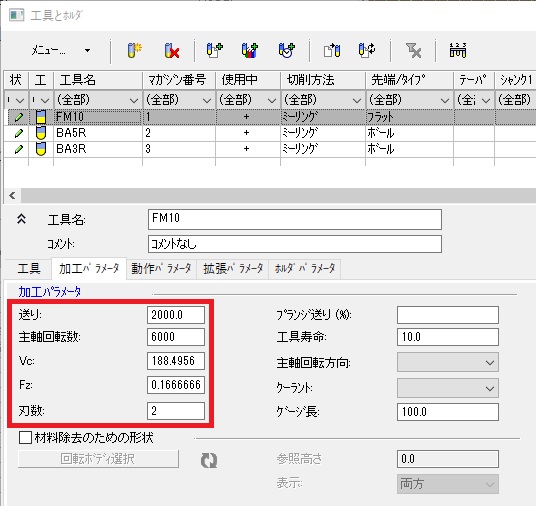 工具とホルダ
メニュー...
状 工 工具名 マガジン番号 使用中 切削方法 先端/タイプ テーパ シャンク1
(全部) (全部) (全部) (全部) (全部) (全 (全部)
FM10 1 + ミーリング フラット
BA5R 2 + ミーリング ボール
BA3R 3 + ミーリング ボール
工具名: FM10
コメント: コメントなし
工具 加工パラメータ 動作パラメータ 拡張パラメータ ホルダパラメータ
加工パラメータ
送り: 2000.0 プランジ送り (%):
主軸回転数: 6000 工具寿命: 10.0
Vc: 188.4956 主軸回転方向:
Fz: 0.1666666 クーラント:
刃数: 2 ゲージ長: 100.0
材料除去のための形状
回転ボディ選択 参照高さ 0.0
表示: 両方